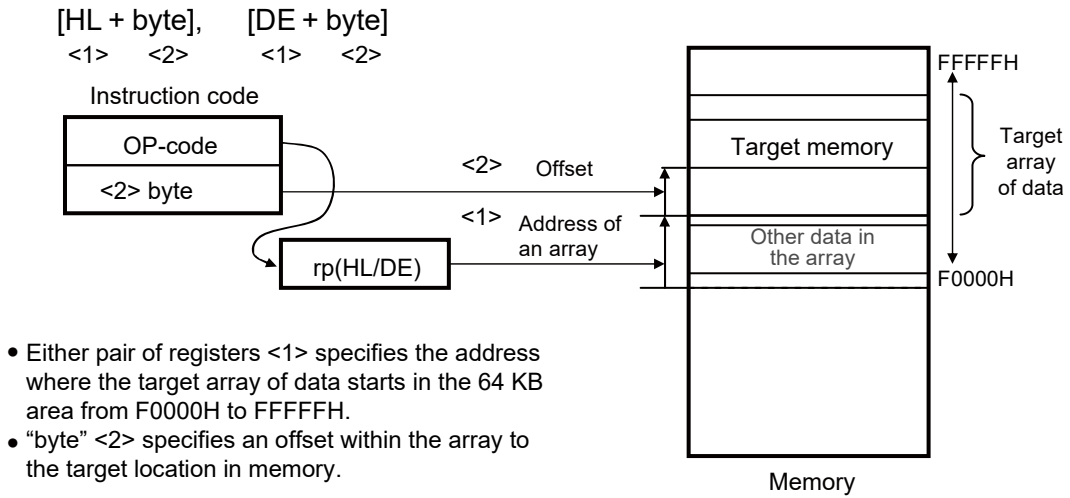 [HL + byte], [DE + byte]
<1> <2> <1> <2>
Instruction code
OP-code
<2> byte
<2> Offset
<1> Address of
an array
rp(HL/DE)
FFFFFH
Target memory
Target
array
of data
Other data in
the array
F0000H
Memory
• Either pair of registers <1> specifies the address
where the target array of data starts in the 64 KB
area from F0000H to FFFFFH.
• “byte” <2> specifies an offset within the array to
the target location in memory.